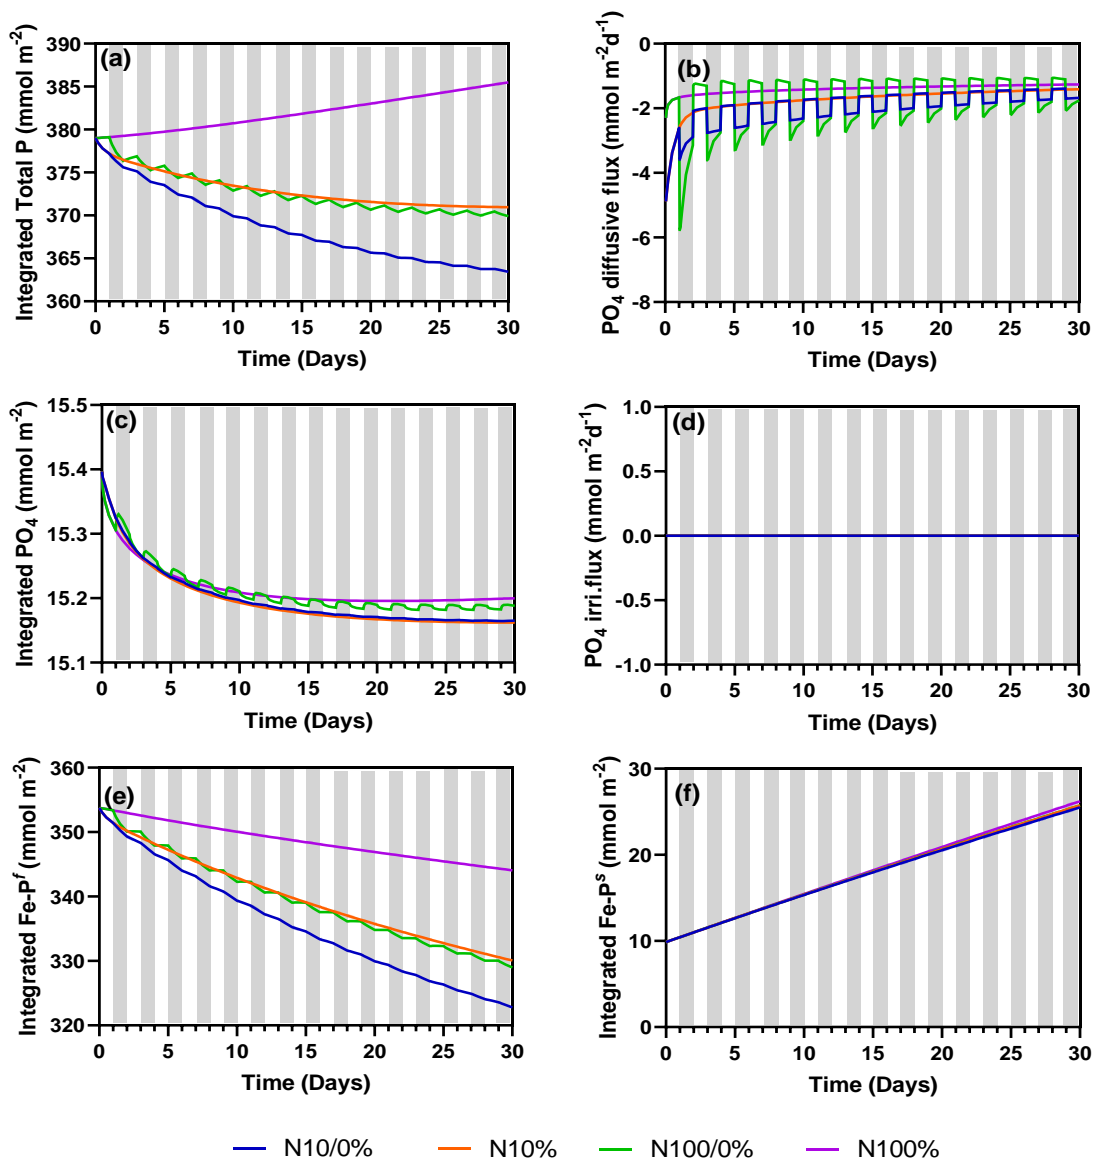 (a)
Integrated Total P (mmol m⁻²)
390
385
380
375
370
365
360
0 5 10 15 20 25 30
Time (Days)
(b)
PO₄ diffusive flux (mmol m⁻²d⁻¹)
0
-2
-4
-6
-8
0 5 10 15 20 25 30
Time (Days)
(c)
Integrated PO₄ (mmol m⁻²)
15.5
15.4
15.3
15.2
15.1
0 5 10 15 20 25 30
Time (Days)
(d)
PO₄ irri.flux (mmol m⁻²d⁻¹)
1.0
0.5
0.0
-0.5
-1.0
0 5 10 15 20 25 30
Time (Days)
(e)
Integrated Fe-Pᶠ (mmol m⁻²)
360
350
340
330
320
0 5 10 15 20 25 30
Time (Days)
(f)
Integrated Fe-Pˢ (mmol m⁻²)
30
20
10
0
0 5 10 15 20 25 30
Time (Days)
N10/0% N10% N100/0% N100%